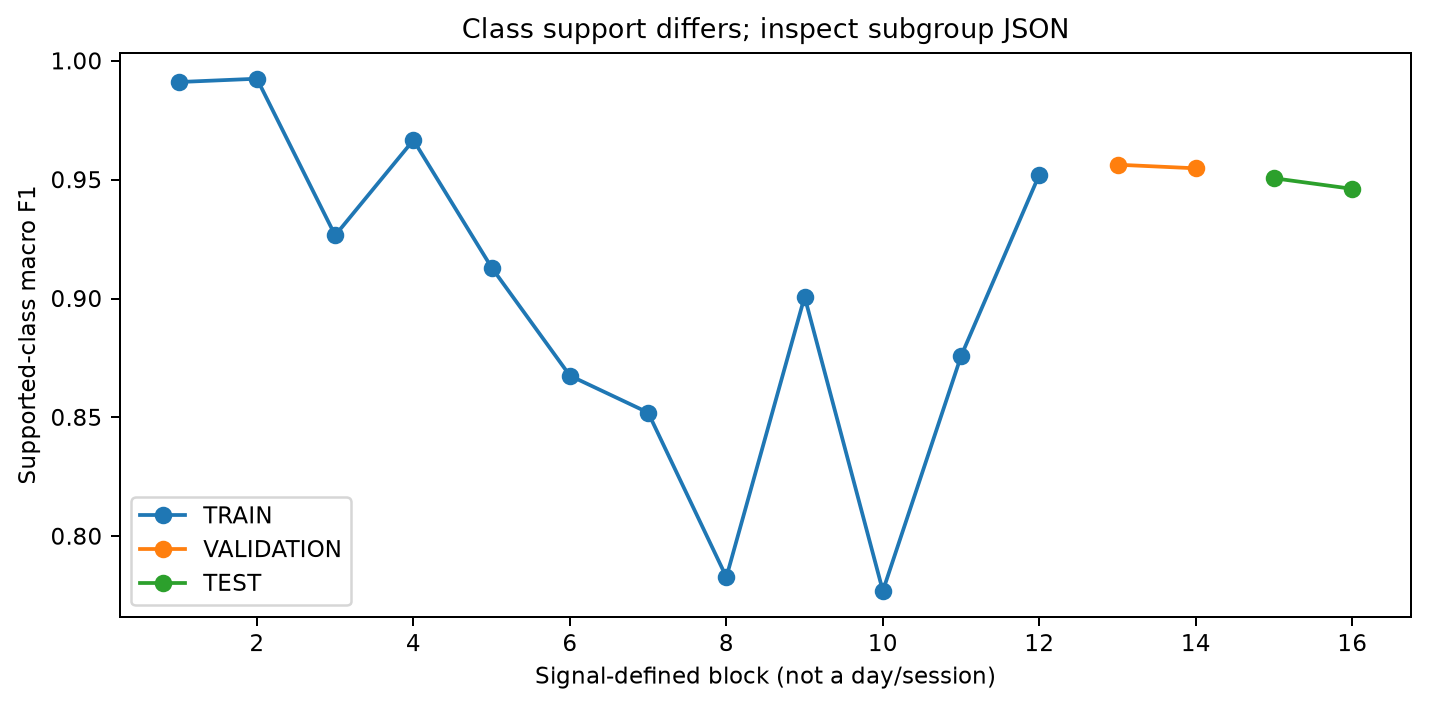 Class support differs; inspect subgroup JSON
Supported-class macro F1
1.00
0.95
0.90
0.85
0.80
TRAIN
VALIDATION
TEST
2 4 6 8 10 12 14 16
Signal-defined block (not a day/session)